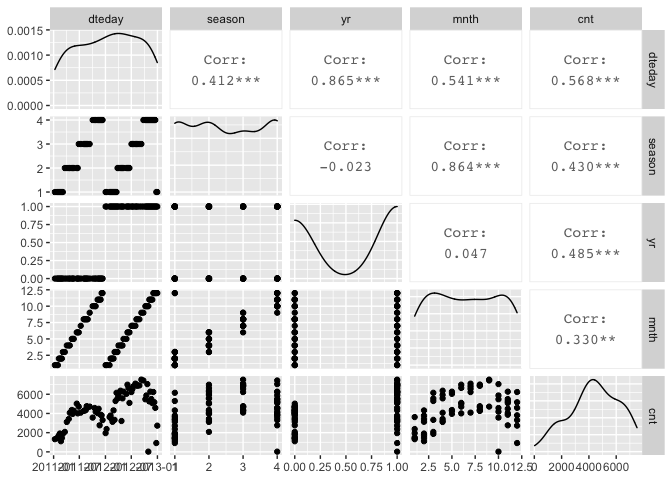 dteday season yr mnth cnt
0.0015
0.0010
0.0005
0.0000
Corr:
0.412***
Corr:
0.865***
Corr:
0.541***
Corr:
0.568***
dteday
4
3
2
1
Corr:
-0.023
Corr:
0.864***
Corr:
0.430***
season
1.00
0.75
0.50
0.25
0.00
Corr:
0.047
Corr:
0.485***
yr
12.5
10.0
7.5
5.0
2.5
Corr:
0.330**
mnth
6000
4000
2000
0
cnt
1 2 3 4 0.00 0.25 0.50 0.75 1.00 2.5 5.0 7.5 10.0 12.5 0 2000 4000 6000